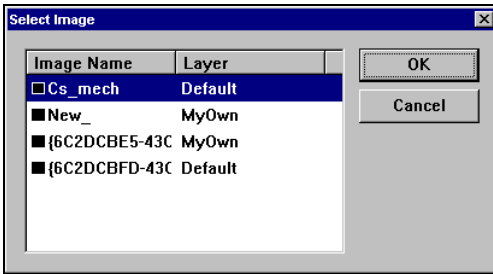 Select Image
Image Name Layer
Cs_mech Default
New_ MyOwn
{6C2DCBE5-43C MyOwn
{6C2DCBFD-43C Default
OK
Cancel